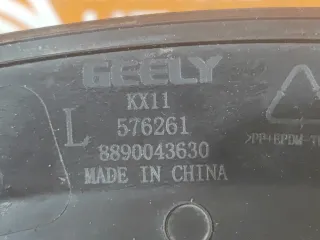 GEELY
KX11
L
576261
8890043630
>PP+EPDM-T
MADE IN CHINA